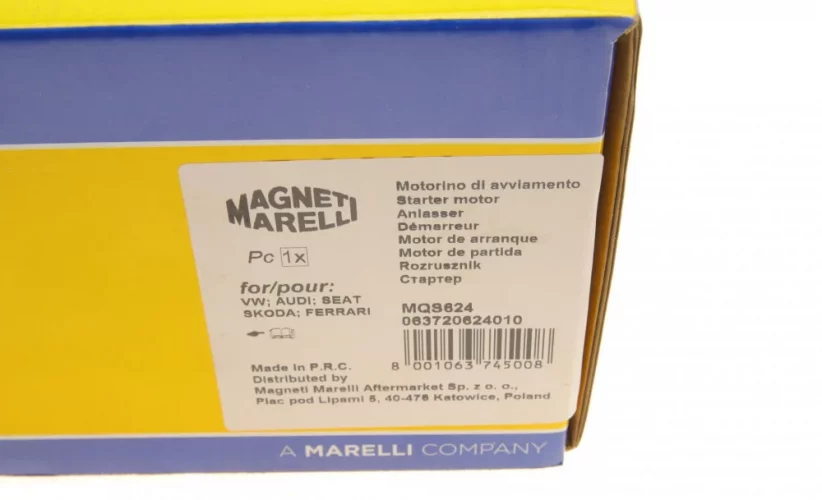 MAGNETI
MARELLI
Pc 1x
for/pour:
VW; AUDI; SEAT
SKODA; FERRARI
Motorino di avviamento
Starter motor
Anlasser
Démarreur
Motor de arranque
Motor de partida
Rozrusznik
Стартер
MQS624
063720624010
8 001063 745008
Made in P.R.C.
Distributed by
Magneti Marelli Aftermarket Sp. z o. o.,
Plac pod Lipami 5, 40-476 Katowice, Poland
A MARELLI COMPANY